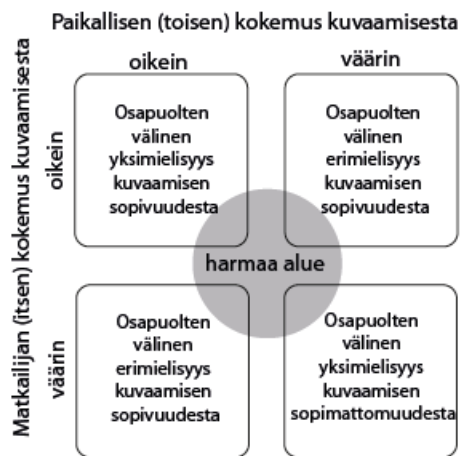 Paikallisen (toisen) kokemus kuvaamisesta
oikein
väärin
Matkailijan (itsen) kokemus kuvaamisesta
oikein
väärin
Osapuolten
välinen
yksimielisyys
kuvaamisen
sopivuudesta
Osapuolten
välinen
erimielisyys
kuvaamisen
sopivuudesta
harmaa alue
Osapuolten
välinen
erimielisyys
kuvaamisen
sopivuudesta
Osapuolten
välinen
yksimielisyys
kuvaamisen
sopimattomuudesta